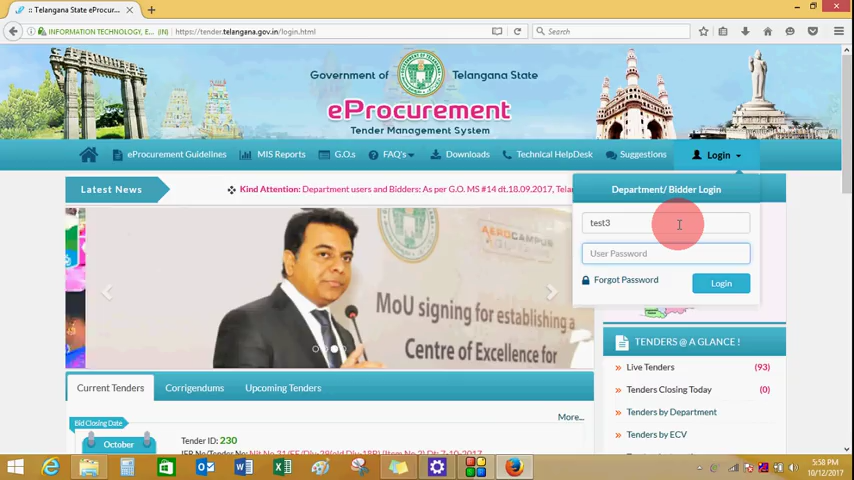 :: Telangana State eProcur...
INFORMATION TECHNOLOGY, E... (IN)
https://tender.telangana.gov.in/login.html
Search
Government of Telangana State
eProcurement
Tender Management System
eProcurement Guidelines
MIS Reports
G.O.s
FAQ's
Downloads
Technical HelpDesk
Suggestions
Login
Latest News
Kind Attention: Department users and Bidders: As per G.O. MS #14 dt.18.09.2017, Telan
Department/ Bidder Login
test3
User Password
Forgot Password
Login
AEROCAMPUS
MoU signing for establishing a
Centre of Excellence for
TENDERS @ A GLANCE !
Live Tenders (93)
Tenders Closing Today (0)
Tenders by Department
Tenders by ECV
Current Tenders
Corrigendums
Upcoming Tenders
More...
Bid Closing Date
October
Tender ID: 230
5:58 PM
10/12/2017